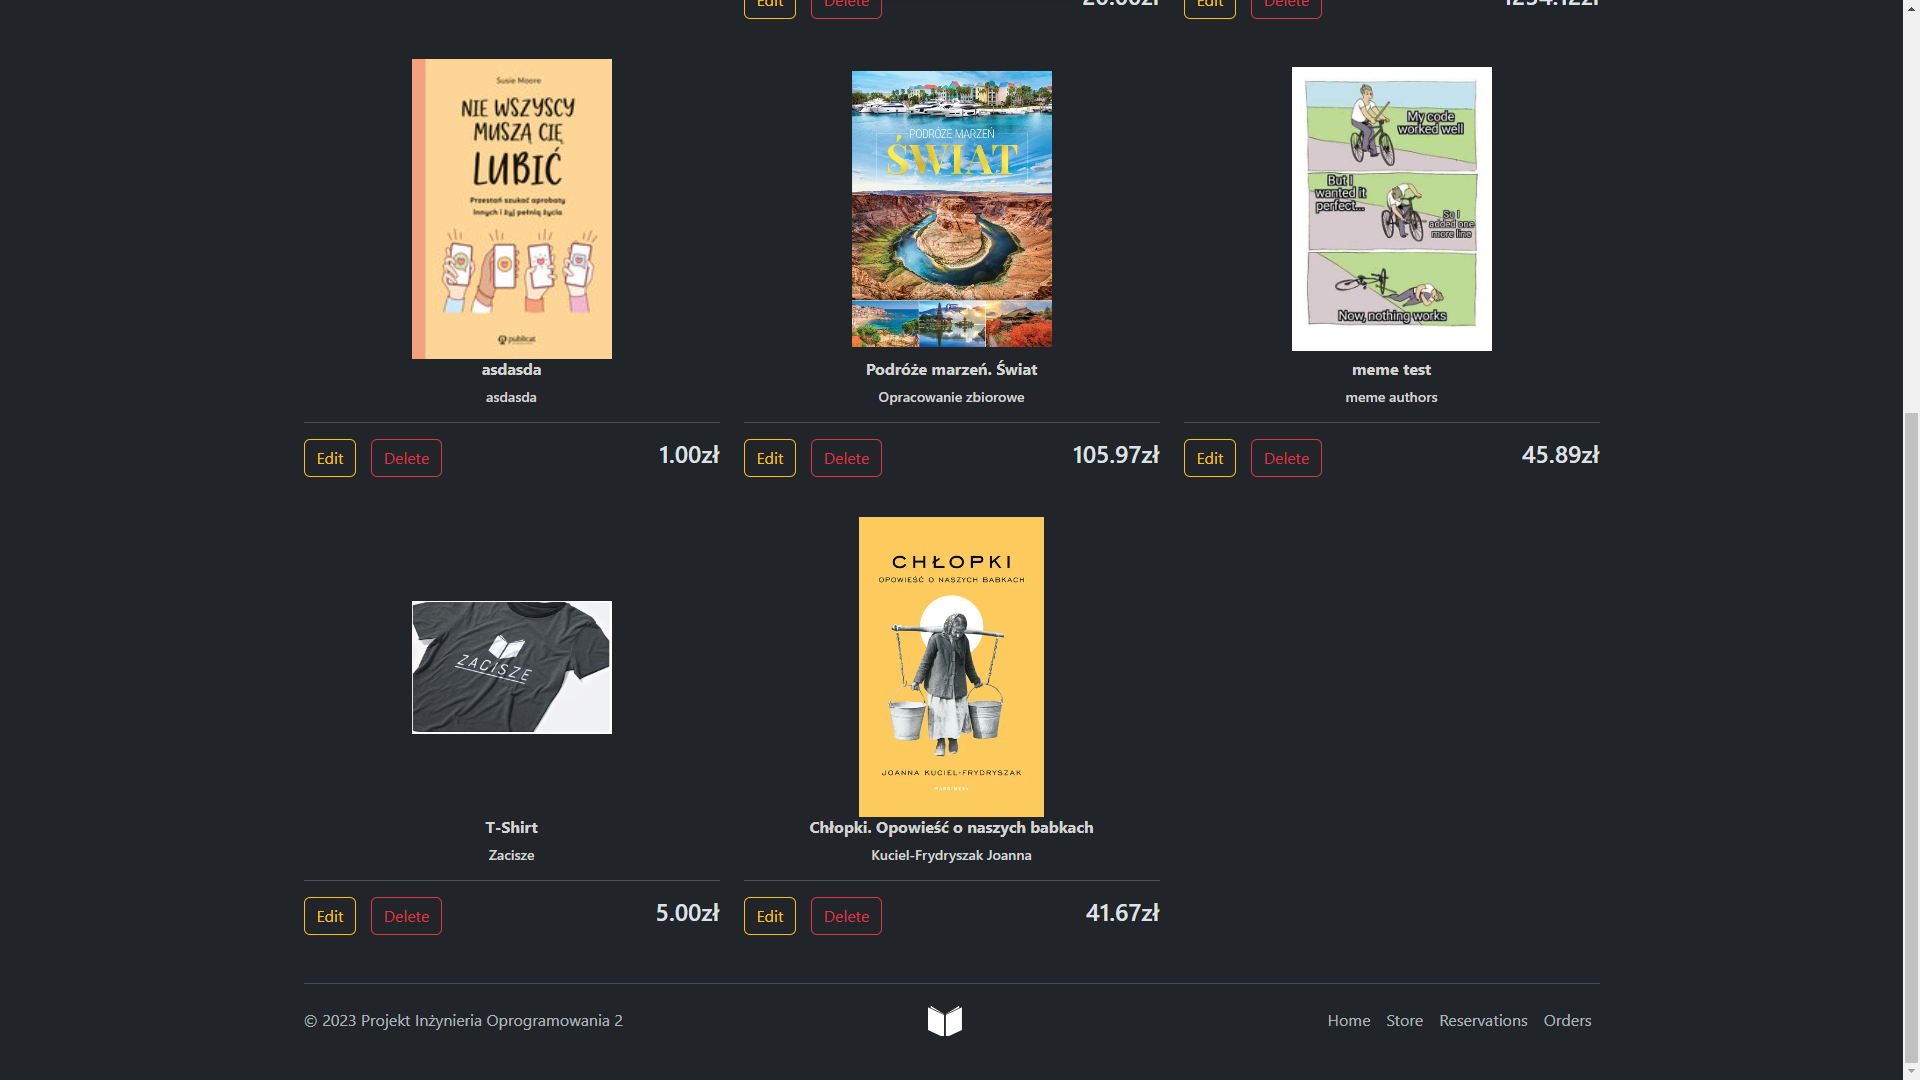 Edit Delete 20.00zł Edit Delete 1234.12zł
Susie Moore
NIE WSZYSCY
MUSZĄ CIĘ
LUBIĆ
Przestań szukać aprobaty
innych i żyj pełnią życia
publicat
asdasda
asdasda
Edit Delete 1.00zł
PODRÓŻE MARZEŃ
ŚWIAT
Podróże marzeń. Świat
Opracowanie zbiorowe
Edit Delete 105.97zł
My code
worked well
But I
wanted it
perfect...
So I
added one
more line
Now, nothing works
meme test
meme authors
Edit Delete 45.89zł
ZACISZE
T-Shirt
Zacisze
Edit Delete 5.00zł
CHŁOPKI
OPOWIEŚĆ O NASZYCH BABKACH
JOANNA KUCIEL-FRYDRYSZAK
MARGINESY
Chłopki. Opowieść o naszych babkach
Kuciel-Frydryszak Joanna
Edit Delete 41.67zł
© 2023 Projekt Inżynieria Oprogramowania 2
Home Store Reservations Orders